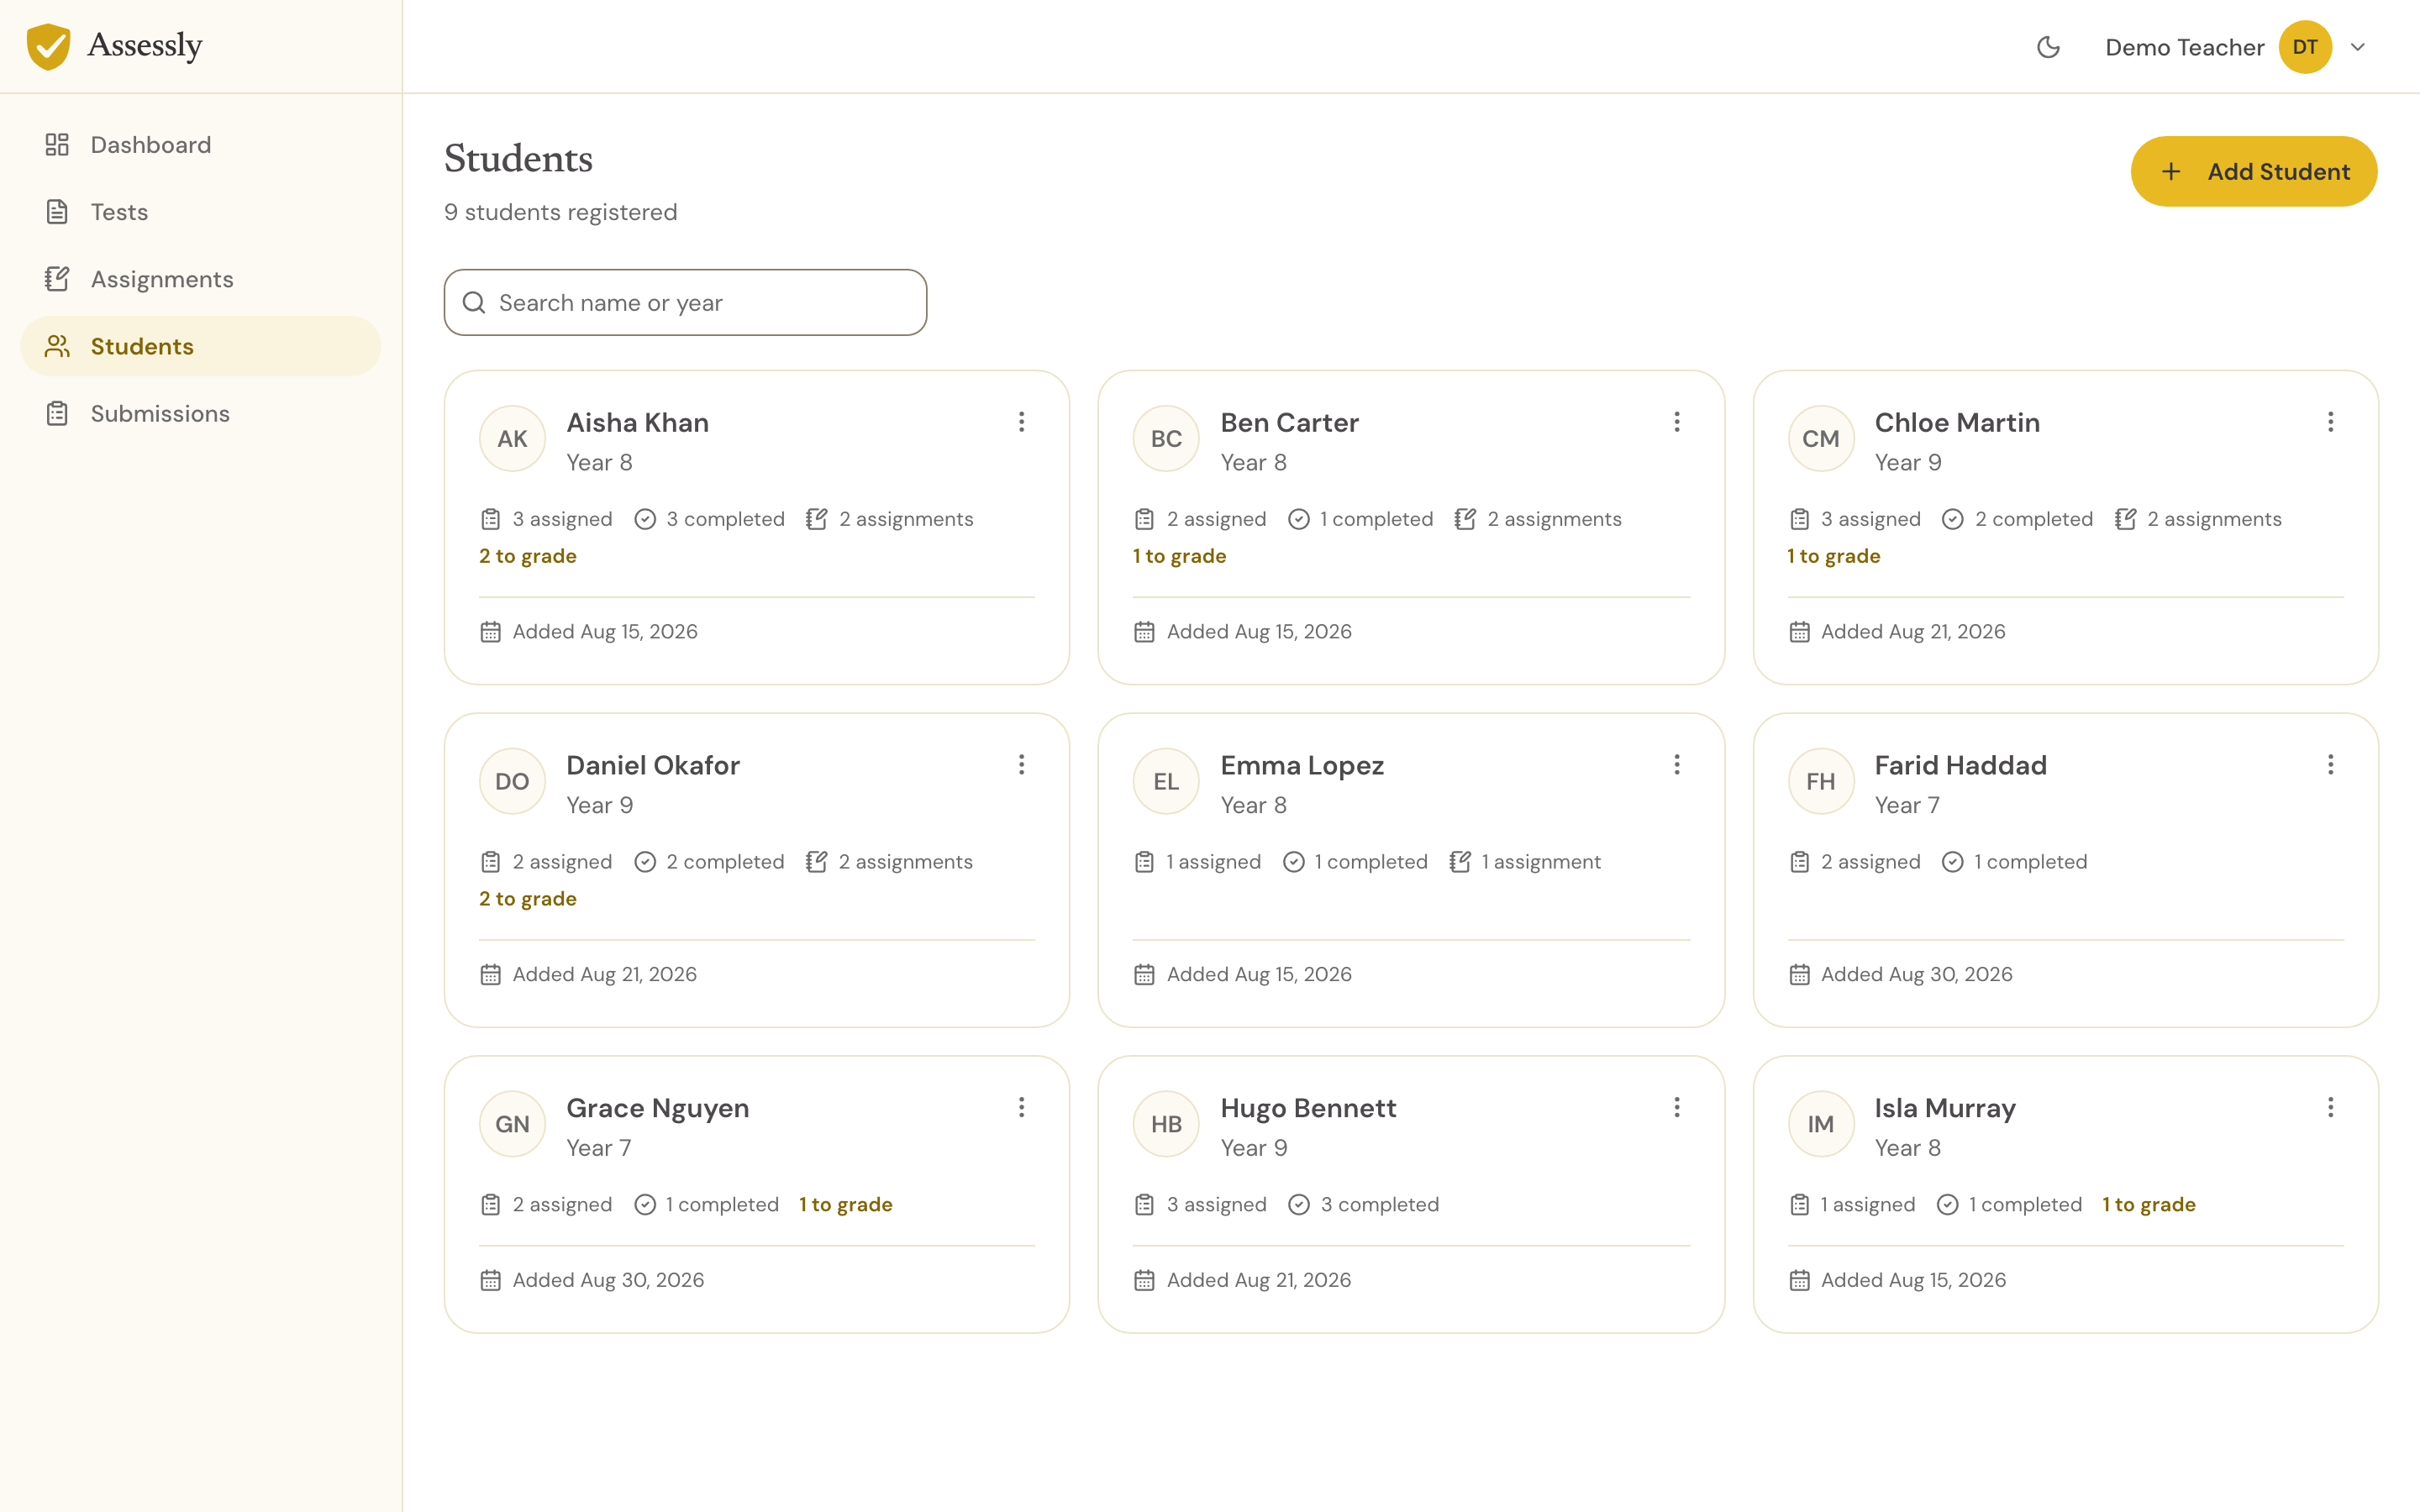 Assessly
Demo Teacher DT
Dashboard
Tests
Assignments
Students
Submissions
Students
9 students registered
Add Student
Search name or year
AK
Aisha Khan
Year 8
3 assigned 3 completed 2 assignments
2 to grade
Added Aug 15, 2026
BC
Ben Carter
Year 8
2 assigned 1 completed 2 assignments
1 to grade
Added Aug 15, 2026
CM
Chloe Martin
Year 9
3 assigned 2 completed 2 assignments
1 to grade
Added Aug 21, 2026
DO
Daniel Okafor
Year 9
2 assigned 2 completed 2 assignments
2 to grade
Added Aug 21, 2026
EL
Emma Lopez
Year 8
1 assigned 1 completed 1 assignment
Added Aug 15, 2026
FH
Farid Haddad
Year 7
2 assigned 1 completed
Added Aug 30, 2026
GN
Grace Nguyen
Year 7
2 assigned 1 completed 1 to grade
Added Aug 30, 2026
HB
Hugo Bennett
Year 9
3 assigned 3 completed
Added Aug 21, 2026
IM
Isla Murray
Year 8
1 assigned 1 completed 1 to grade
Added Aug 15, 2026